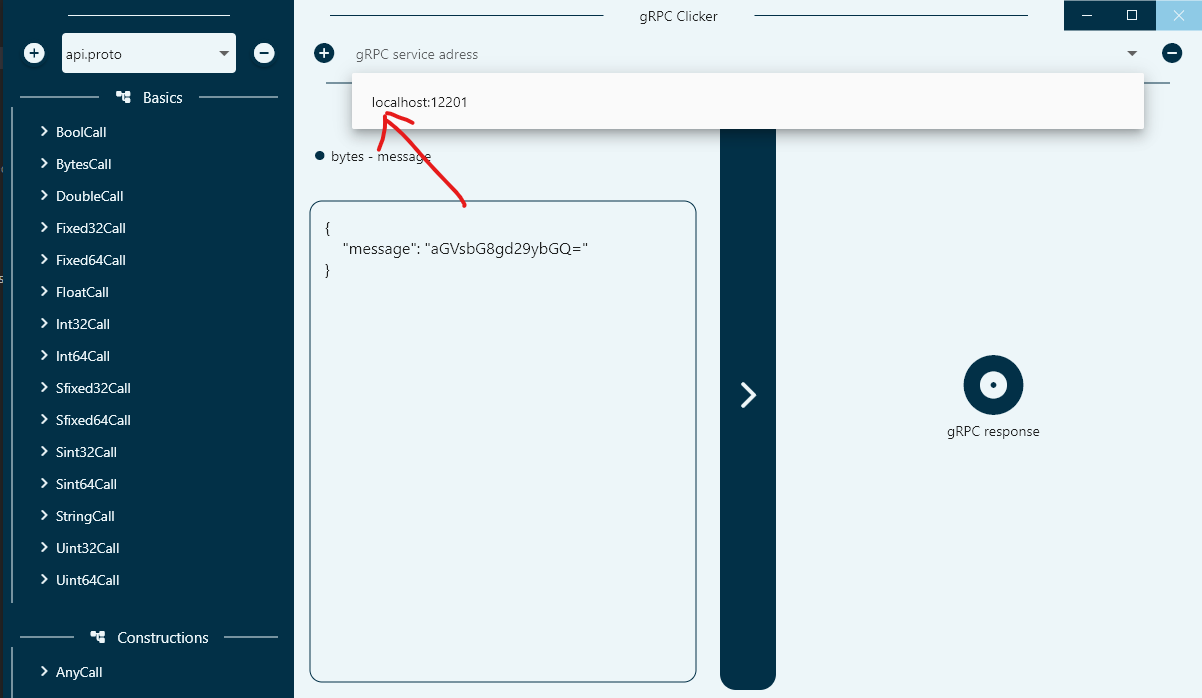 gRPC Clicker
api.proto
gRPC service adress
localhost:12201
Basics
BoolCall
BytesCall
DoubleCall
Fixed32Call
Fixed64Call
FloatCall
Int32Call
Int64Call
Sfixed32Call
Sfixed64Call
Sint32Call
Sint64Call
StringCall
Uint32Call
Uint64Call
Constructions
AnyCall
bytes - message
{
"message": "aGVsbG8gd29ybGQ="
}
gRPC response